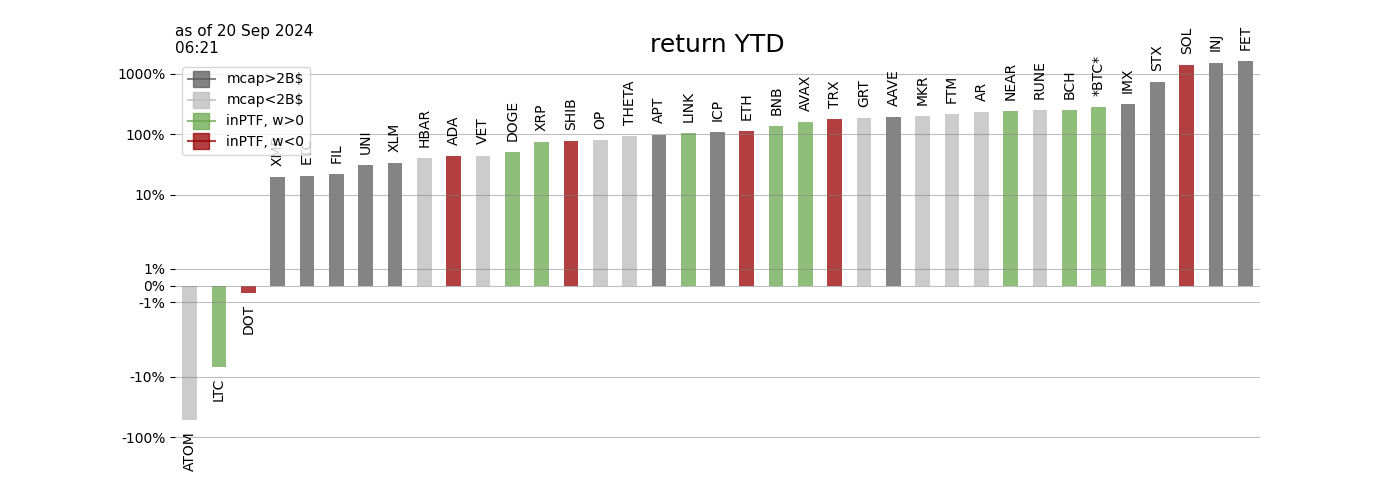 as of 20 Sep 2024
06:21
return YTD
mcap>2B$
mcap<2B$
inPTF, w>0
inPTF, w<0
1000%
100%
10%
1%
0%
-1%
-10%
-100%
ATOM
LTC
DOT
FIL
UNI
XLM
HBAR
ADA
VET
DOGE
XRP
SHIB
OP
THETA
APT
LINK
ICP
ETH
BNB
AVAX
TRX
GRT
AAVE
MKR
FTM
AR
NEAR
RUNE
BCH
*BTC*
IMX
STX
SOL
INJ
FET